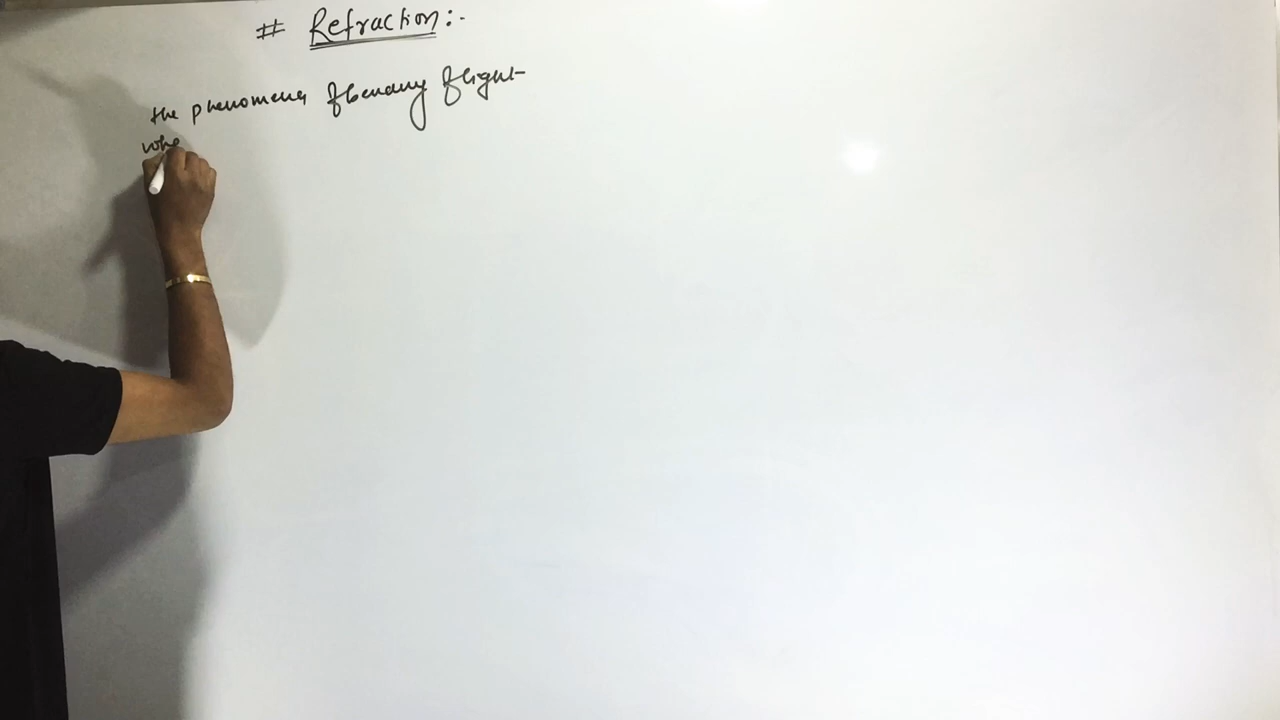 # Refraction:-
the phenomena of bending of light
whe